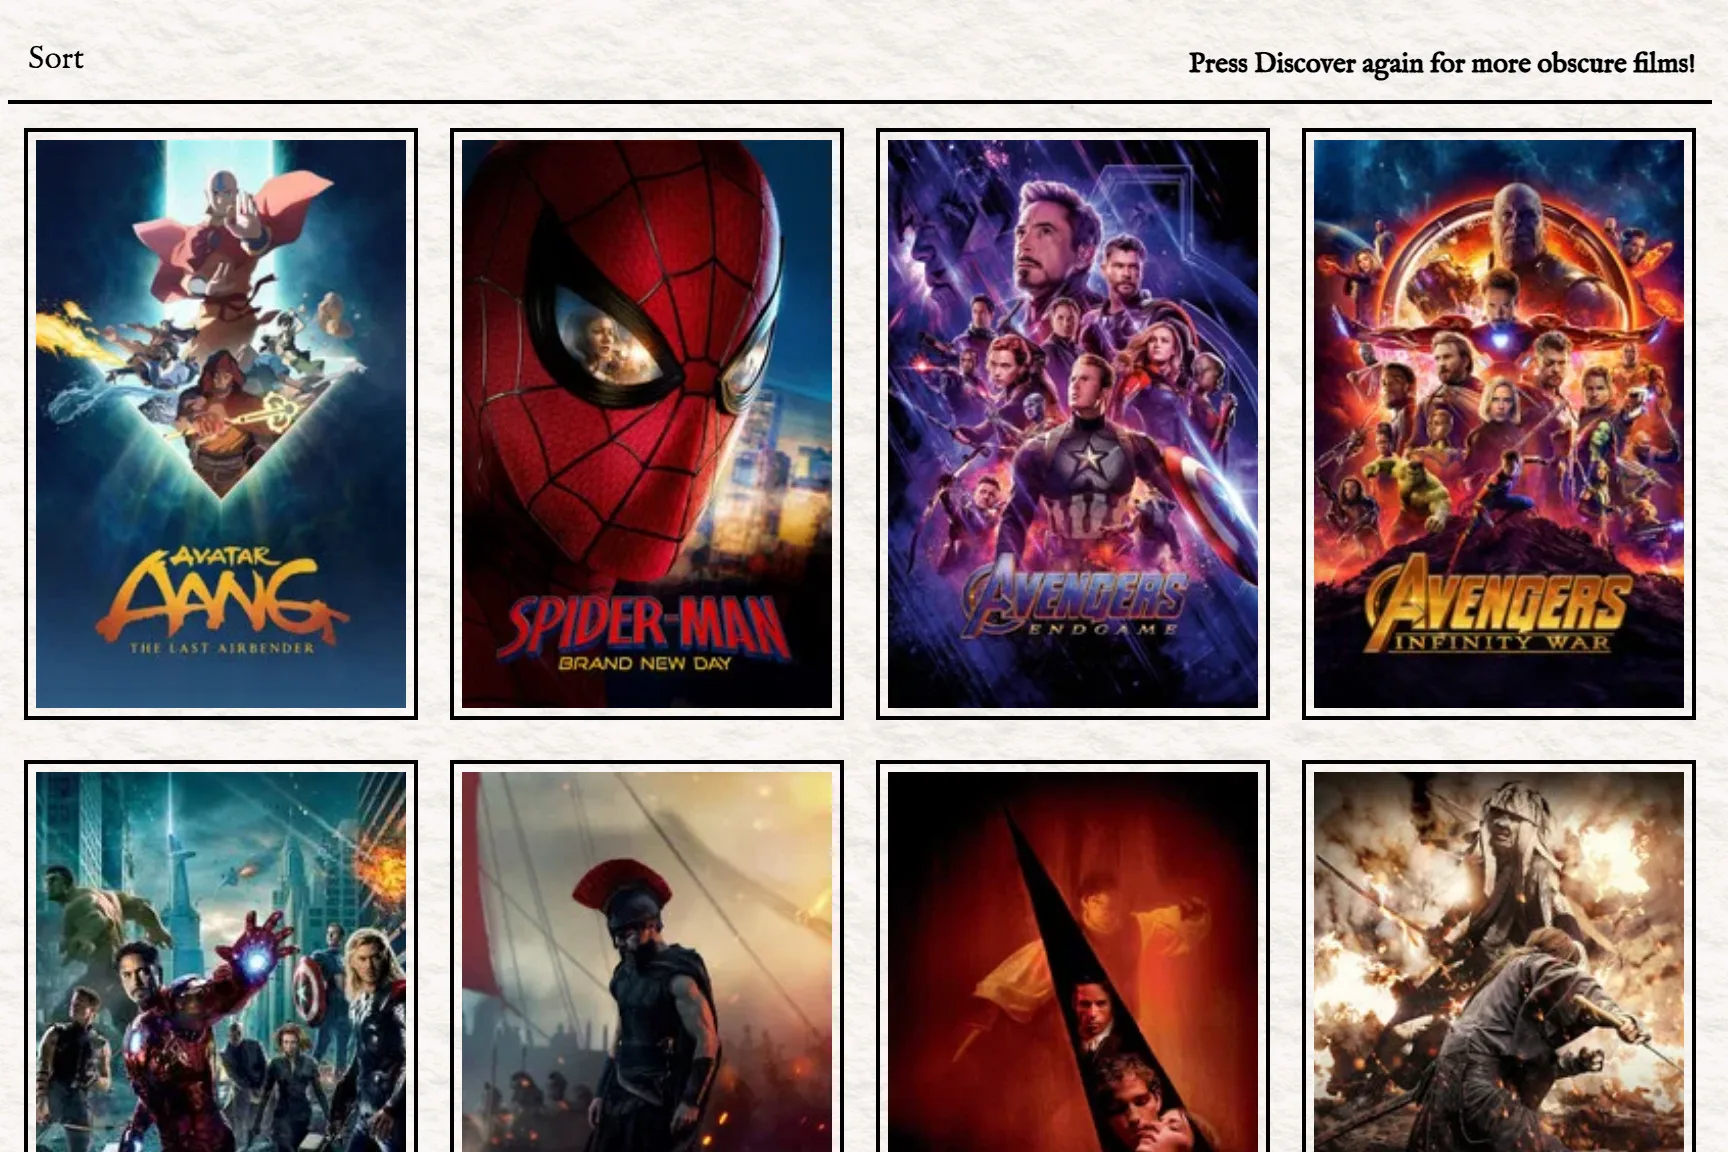 Sort
Press Discover again for more obscure films!
AVATAR
AANG
THE LAST AIRBENDER
SPIDER-MAN
BRAND NEW DAY
AVENGERS
ENDGAME
AVENGERS
INFINITY WAR